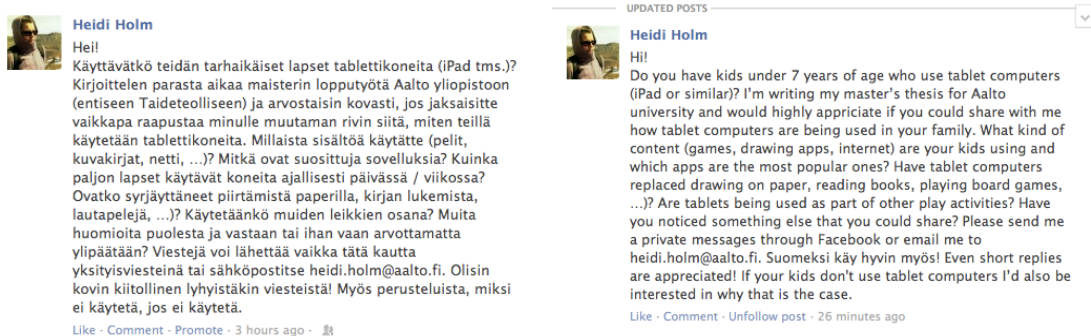 Heidi Holm
Hei!
Käyttävätkö teidän tarhaikäiset lapset tablettikoneita (iPad tms.)?
Kirjoittelen parasta aikaa maisterin lopputyötä Aalto yliopistoon
(entiseen Taideteolliseen) ja arvostaisin kovasti, jos jaksaisitte
vaikkapa raapustaa minulle muutaman rivin siitä, miten teillä
käytetään tablettikoneita. Millaista sisältöä käytätte (pelit,
kuvakirjat, netti, ...)? Mitkä ovat suosittuja sovelluksia? Kuinka
paljon lapset käytävät koneita ajallisesti päivässä / viikossa?
Ovatko syrjäyttäneet piirtämistä paperilla, kirjan lukemista,
lautapelejä, ...)? Käytetäänkö muiden leikkien osana? Muita
huomioita puolesta ja vastaan tai ihan vaan arvottamatta
ylipäätään? Viestejä voi lähettää vaikka tätä kautta
yksityisviesteinä tai sähköpostitse heidi.holm@aalto.fi. Olisin
kovin kiitollinen lyhyistäkin viesteistä! Myös perusteluista, miksi
ei käytetä, jos ei käytetä.
Like · Comment · Promote · 3 hours ago ·
UPDATED POSTS
Heidi Holm
Hi!
Do you have kids under 7 years of age who use tablet computers
(iPad or similar)? I'm writing my master's thesis for Aalto
university and would highly appriciate if you could share with me
how tablet computers are being used in your family. What kind of
content (games, drawing apps, internet) are your kids using and
which apps are the most popular ones? Have tablet computers
replaced drawing on paper, reading books, playing board games,
...)? Are tablets being used as part of other play activities? Have
you noticed something else that you could share? Please send me
a private messages through Facebook or email me to
heidi.holm@aalto.fi. Suomeksi käy hyvin myös! Even short replies
are appreciated! If your kids don't use tablet computers I'd also be
interested in why that is the case.
Like · Comment · Unfollow post · 26 minutes ago